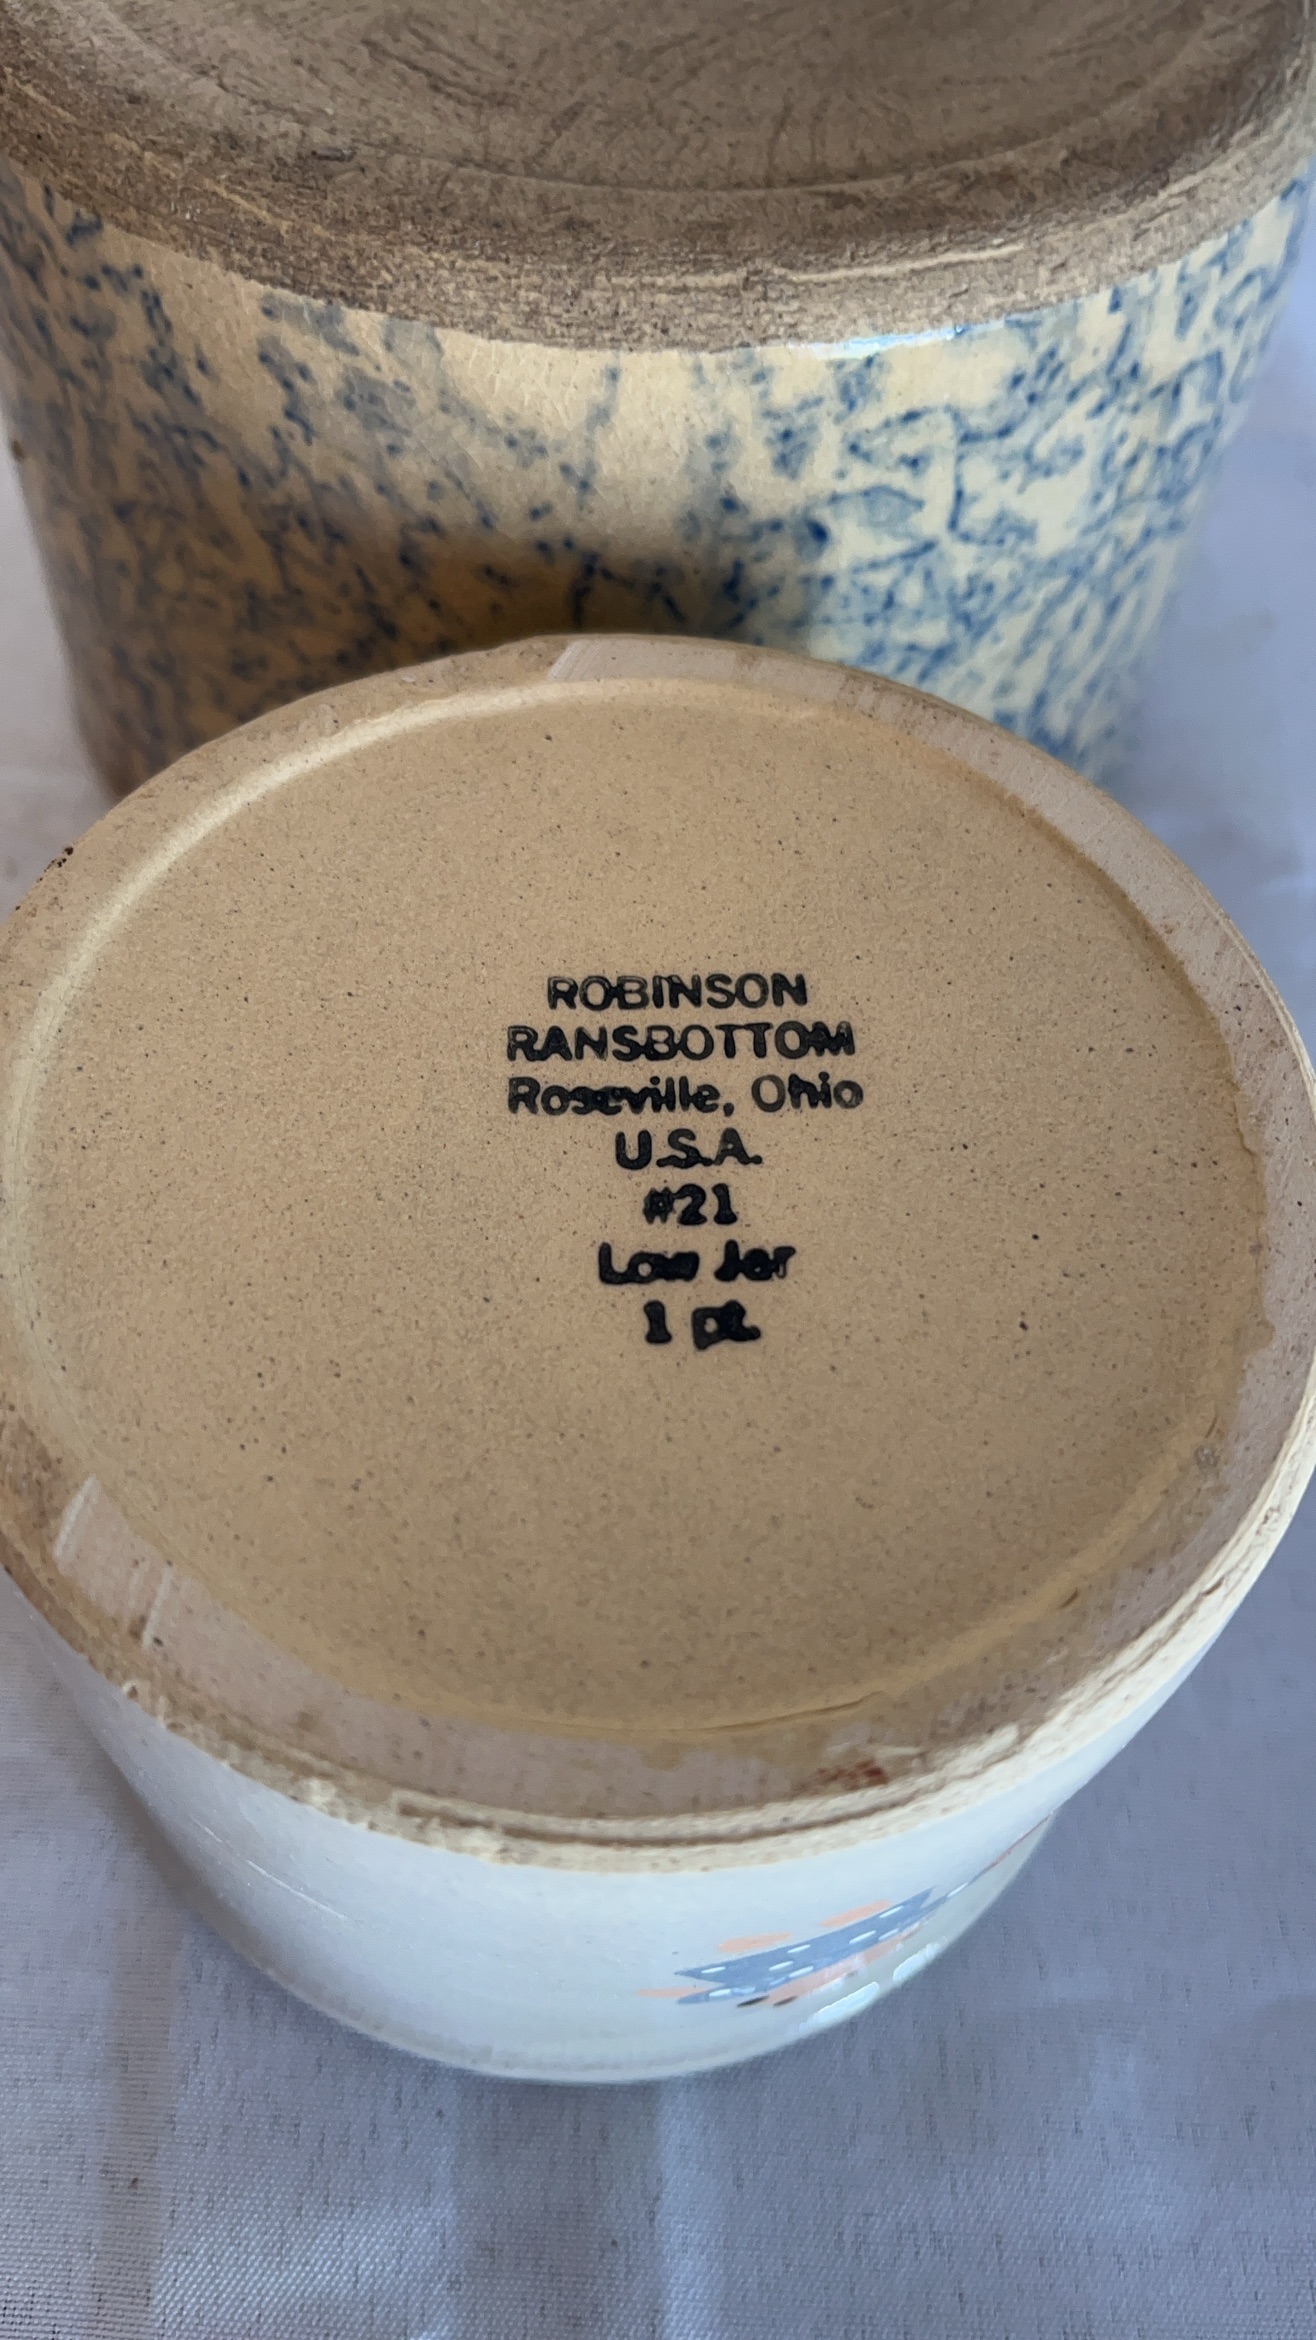 ROBINSON
RANSBOTTOM
Roseville, Ohio
U.S.A.
#21
Low Jar
1 pt.